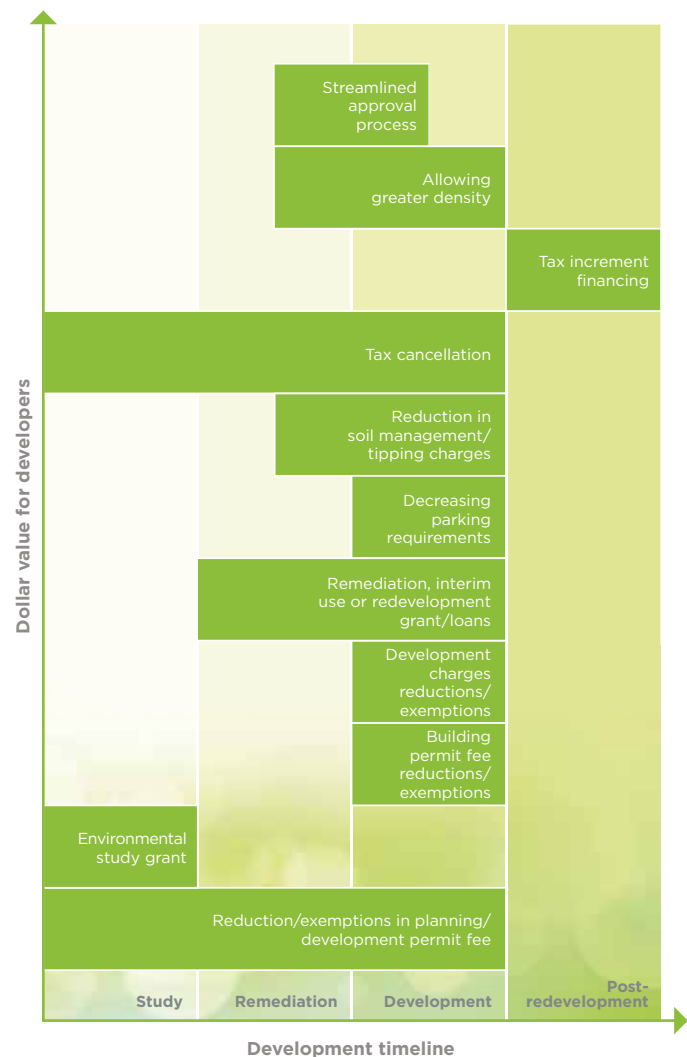 Streamlined
approval
process
Allowing
greater density
Tax increment
financing
Tax cancellation
Reduction in
soil management/
tipping charges
Decreasing
parking
requirements
Remediation, interim
use or redevelopment
grant/loans
Development
charges
reductions/
exemptions
Building
permit fee
reductions/
exemptions
Environmental
study grant
Reduction/exemptions in planning/
development permit fee
Dollar value for developers
Study
Remediation
Development
Post-
redevelopment
Development timeline